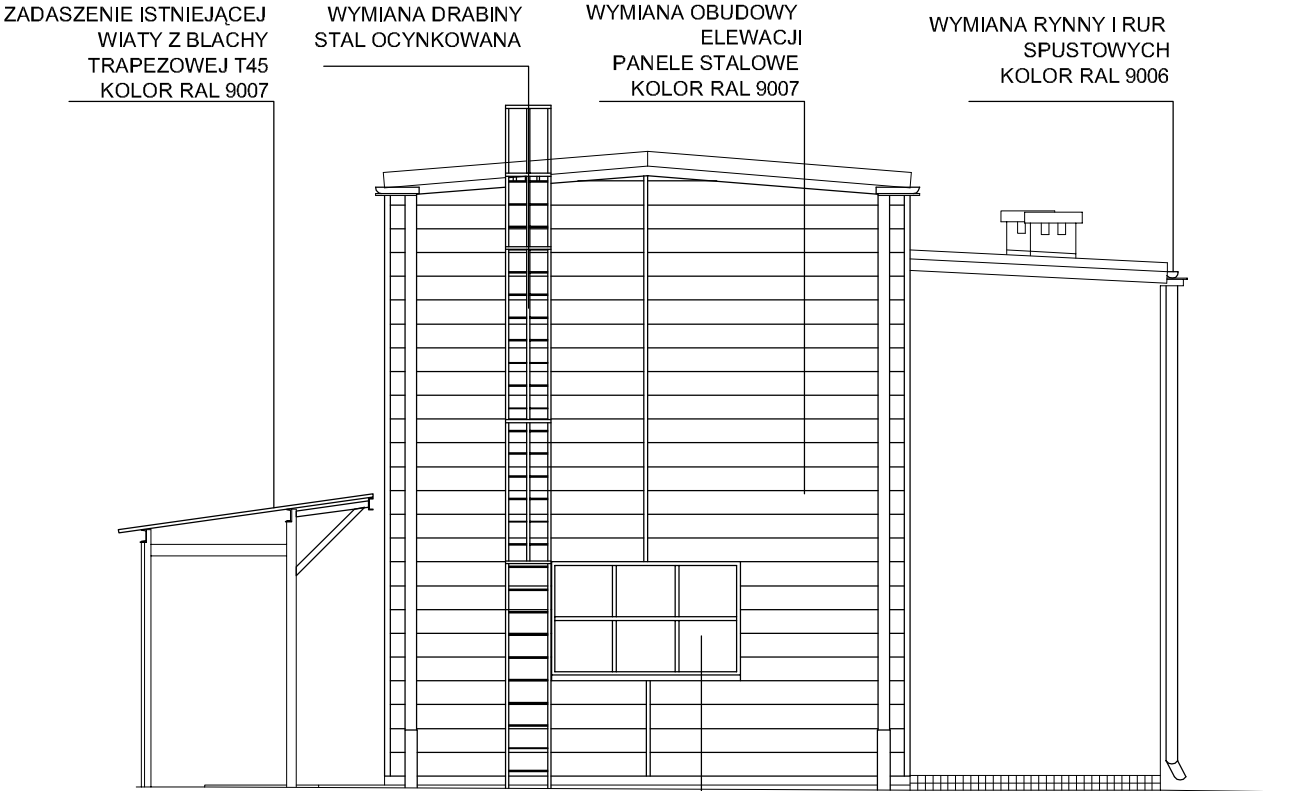 ZADASZENIE ISTNIEJĄCEJ
WIATY Z BLACHY
TRAPEZOWEJ T45
KOLOR RAL 9007
WYMIANA DRABINY
STAL OCYNKOWANA
WYMIANA OBUDOWY
ELEWACJI
PANELE STALOWE
KOLOR RAL 9007
WYMIANA RYNNY I RUR
SPUSTOWYCH
KOLOR RAL 9006